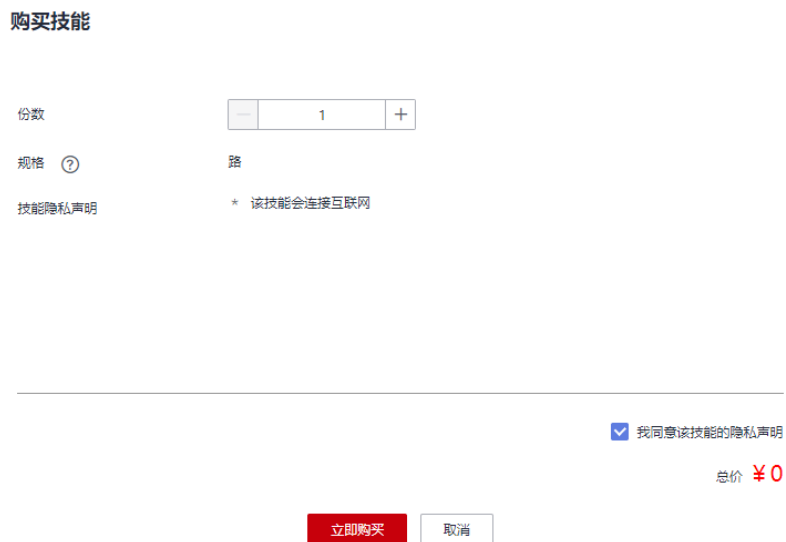 购买技能
份数 1
规格 ? 路
技能隐私声明 * 该技能会连接互联网
我同意该技能的隐私声明
总价 ¥0
立即购买 取消